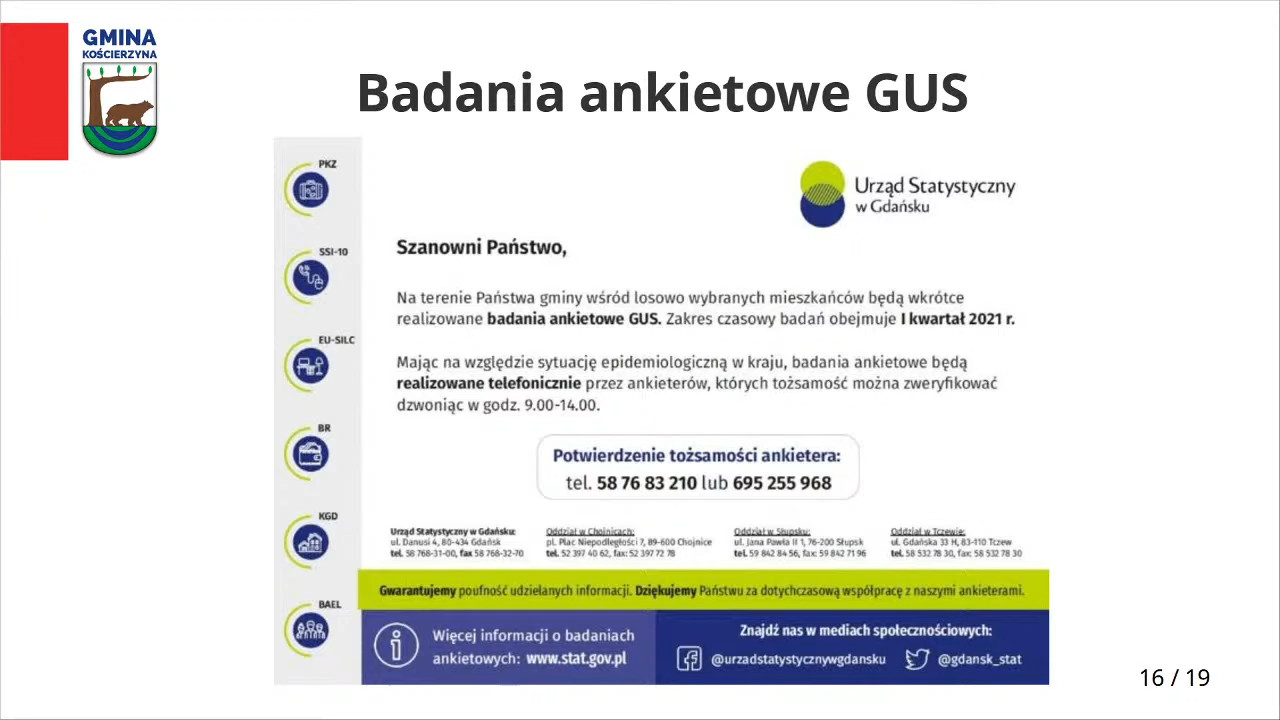 GMINA
KOŚCIERZYNA
Badania ankietowe GUS
PKZ
SSI-10
EU-SILC
BR
KGD
BAEL
Urząd Statystyczny
w Gdańsku
Szanowni Państwo,
Na terenie Państwa gminy wśród losowo wybranych mieszkańców będą wkrótce
realizowane badania ankietowe GUS. Zakres czasowy badań obejmuje I kwartał 2021 r.
Mając na względzie sytuację epidemiologiczną w kraju, badania ankietowe będą
realizowane telefonicznie przez ankieterów, których tożsamość można zweryfikować
dzwoniąc w godz. 9.00-14.00.
Potwierdzenie tożsamości ankietera:
tel. 58 76 83 210 lub 695 255 968
Urząd Statystyczny w Gdańsku:
ul. Danusi 4, 80-434 Gdańsk
tel. 58 768-31-00, fax 58 768-32-70
Oddział w Chojnicach:
pl. Plac Niepodległości 7, 89-600 Chojnice
tel. 52 397 40 62, fax: 52 397 72 78
Oddział w Słupsku:
ul. Jana Pawła II 1, 76-200 Słupsk
tel. 59 842 84 56, fax: 59 842 71 96
Oddział w Tczewie:
ul. Gdańska 33 H, 83-110 Tczew
tel. 58 532 78 30, fax: 58 532 78 30
Gwarantujemy poufność udzielanych informacji. Dziękujemy Państwu za dotychczasową współpracę z naszymi ankieterami.
Więcej informacji o badaniach
ankietowych: www.stat.gov.pl
Znajdź nas w mediach społecznościowych:
@urzadstatystycznywgdansku @gdansk_stat
16 / 19